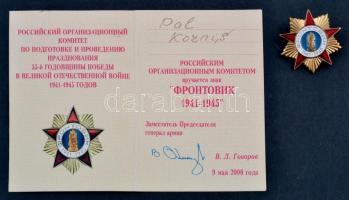 РОССИЙСКИЙ ОРГАНИЗАЦИОННЫЙ
КОМИТЕТ
ПО ПОДГОТОВКЕ И ПРОВЕДЕНИЮ
ПРАЗДНОВАНИЯ
55-й ГОДОВЩИНЫ ПОБЕДЫ
В ВЕЛИКОЙ ОТЕЧЕСТВЕННОЙ ВОЙНЕ
1941-1945 ГОДОВ
Pal
РОССИЙСКИМ
ОРГАНИЗАЦИОННЫМ КОМИТЕТОМ
вручается знак
"ФРОНТОВИК
1941-1945"
Заместитель Председателя
генерал армии
В. Л. Говоров
9 мая 2000 года